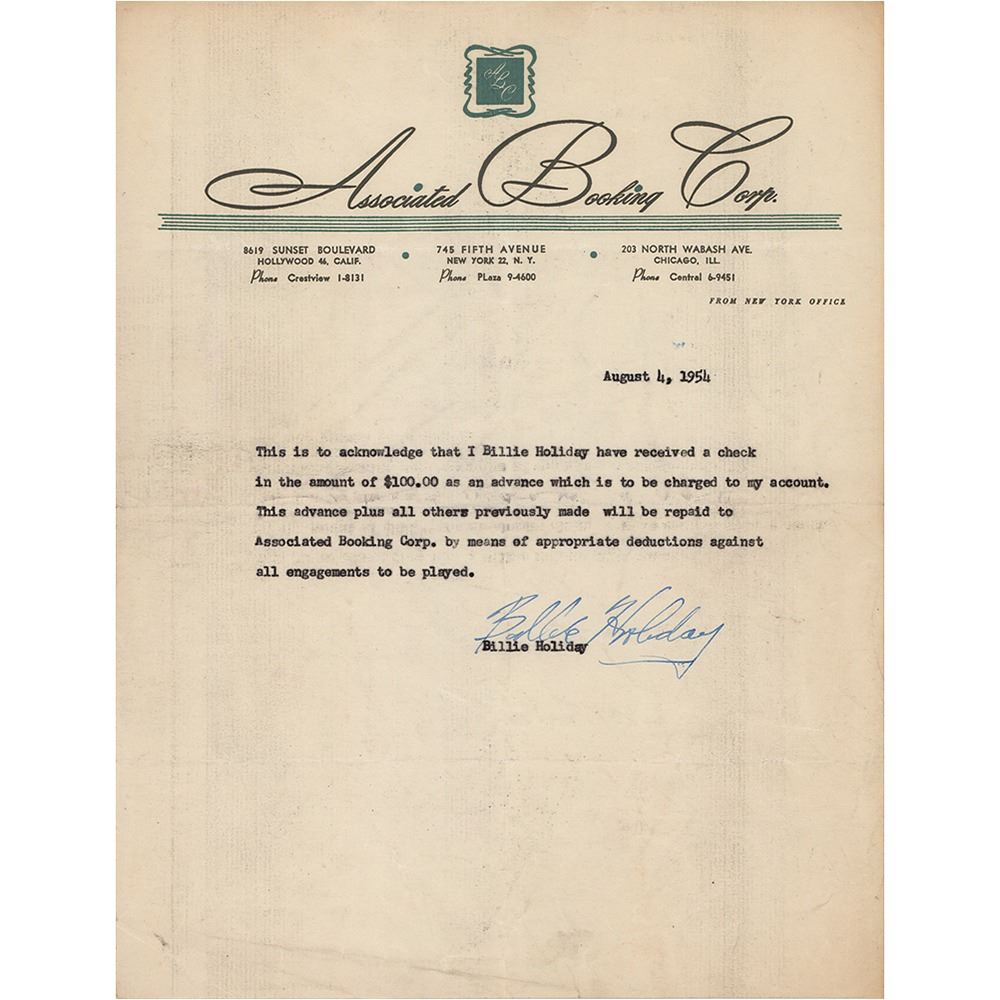 ABC
Associated Booking Corp.
8619 SUNSET BOULEVARD
HOLLYWOOD 46, CALIF.
Phone Crestview 1-8131
745 FIFTH AVENUE
NEW YORK 22, N. Y.
Phone PLaza 9-4600
203 NORTH WABASH AVE.
CHICAGO, ILL.
Phone Central 6-9451
FROM NEW YORK OFFICE
August 4, 1954
This is to acknowledge that I Billie Holiday have received a check
in the amount of $100.00 as an advance which is to be charged to my account.
This advance plus all others previously made will be repaid to
Associated Booking Corp. by means of appropriate deductions against
all engagements to be played.
Billie Holiday
Billie Holiday